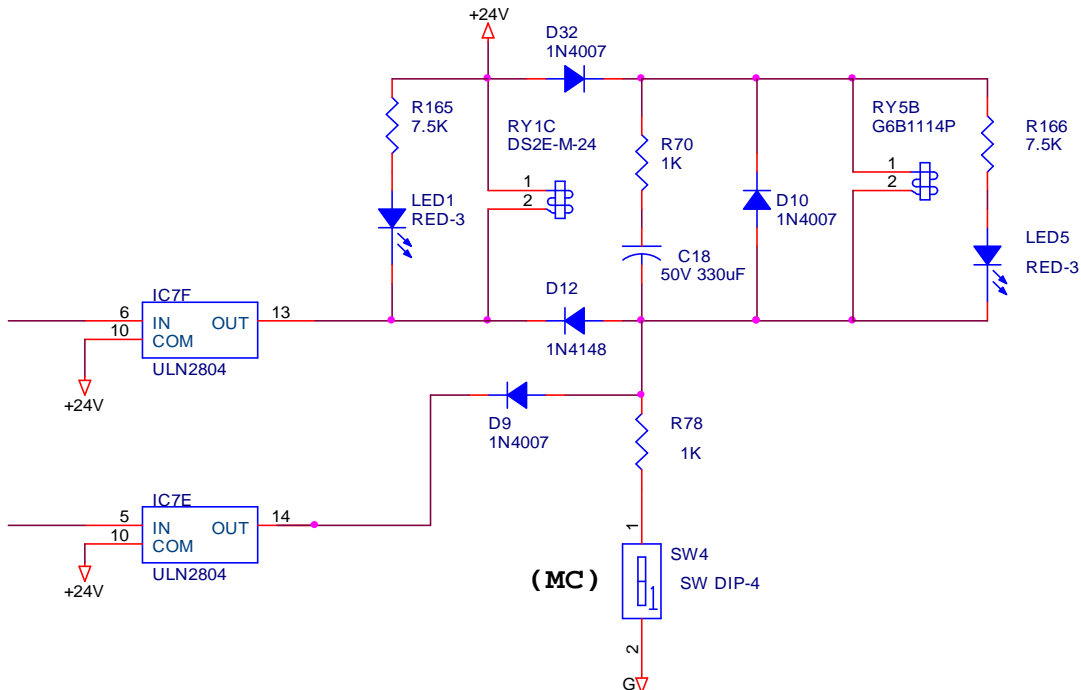 +24V
D32
1N4007
R165
7.5K
RY1C
DS2E-M-24
R70
1K
RY5B
G6B1114P
R166
7.5K
1
2
1
2
LED1
RED-3
D10
1N4007
LED5
RED-3
C18
50V 330uF
IC7F
D12
6
IN
OUT
13
10
COM
1N4148
ULN2804
+24V
D9
1N4007
R78
1K
IC7E
5
IN
OUT
14
10
COM
ULN2804
+24V
1
SW4
(MC)
SW DIP-4
1
2
G